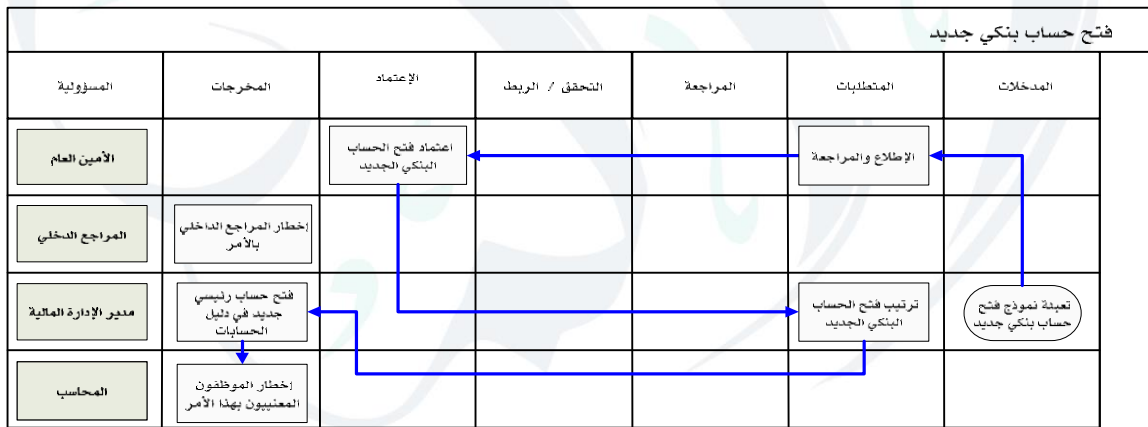 فتح حساب بنكي جديد
المدخلات
المتطلبات
المراجعة
التحقق / الربط
الإعتماد
المخرجات
المسؤولية
الإطلاع والمراجعة
اعتماد فتح الحساب
البنكي الجديد
الأمين العام
إخطار المراجع الداخلي
بالأمر
المراجع الدخلي
تعبئة نموذج فتح
حساب بنكي جديد
ترتيب فتح الحساب
البنكي الجديد
فتح حساب رئيسي
جديد في دليل
الحسابات
مدير الإدارة المالية
إخطار الموظفون
المعنييون بهذا الأمر
المحاسب